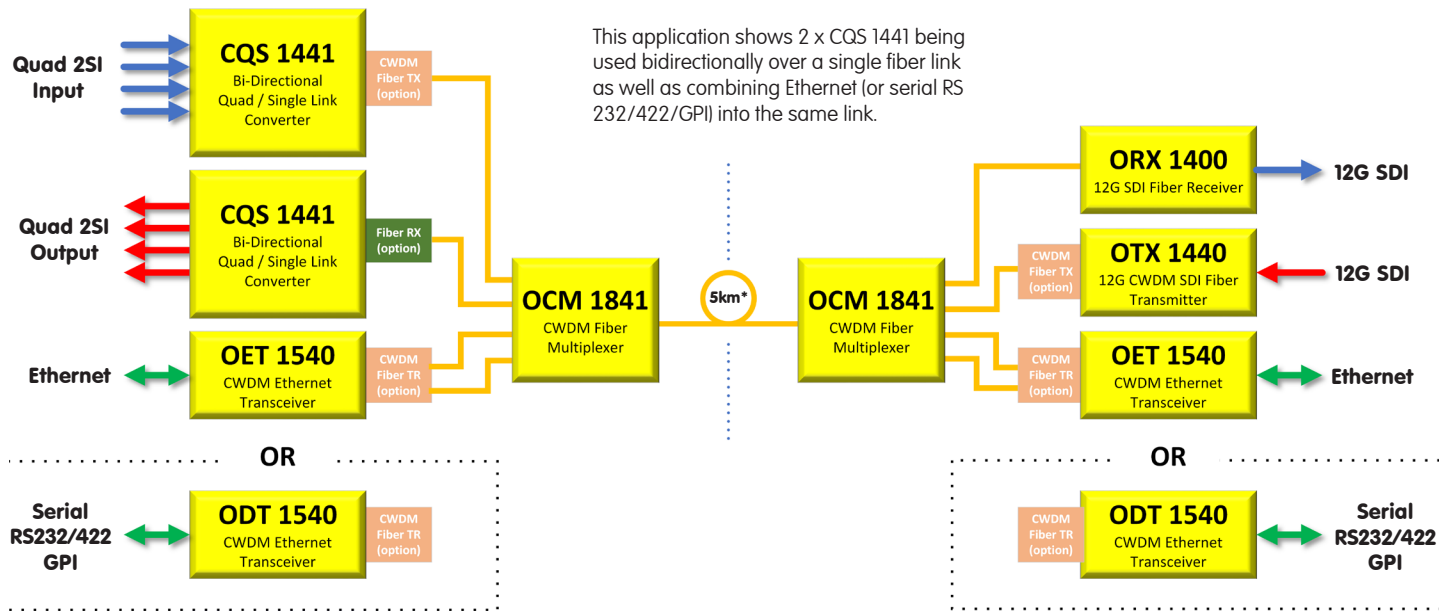 This application shows 2 x CQS 1441 being
used bidirectionally over a single fiber link
as well as combining Ethernet (or serial RS
232/422/GPI) into the same link.
Quad 2SI
Input
CQS 1441
Bi-Directional
Quad / Single Link
Converter
CWDM
Fiber TX
(option)
Quad 2SI
Output
CQS 1441
Bi-Directional
Quad / Single Link
Converter
Fiber RX
(option)
Ethernet
OET 1540
CWDM Ethernet
Transceiver
CWDM
Fiber TR
(option)
OCM 1841
CWDM Fiber
Multiplexer
5km*
OCM 1841
CWDM Fiber
Multiplexer
ORX 1400
12G SDI Fiber Receiver
12G SDI
CWDM
Fiber TX
(option)
OTX 1440
12G CWDM SDI Fiber
Transmitter
12G SDI
CWDM
Fiber TR
(option)
OET 1540
CWDM Ethernet
Transceiver
Ethernet
OR
Serial
RS232/422
GPI
ODT 1540
CWDM Ethernet
Transceiver
CWDM
Fiber TR
(option)
OR
CWDM
Fiber TR
(option)
ODT 1540
CWDM Ethernet
Transceiver
Serial
RS232/422
GPI